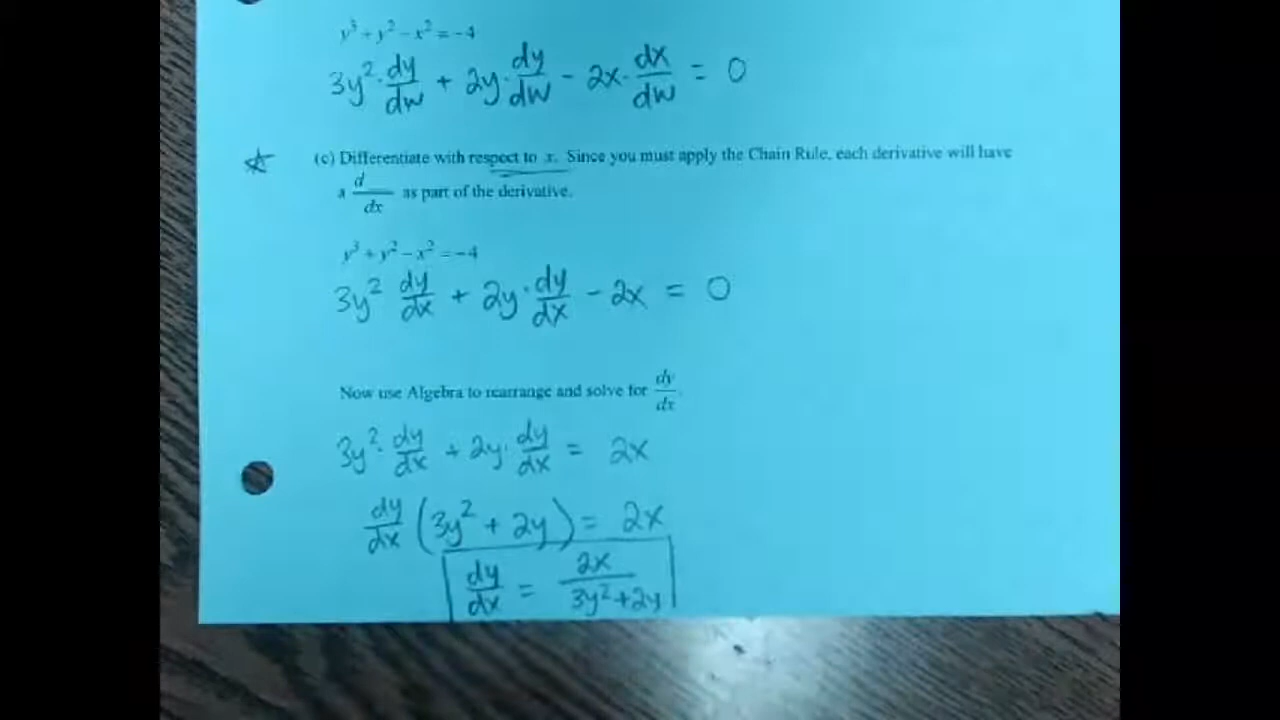 y³ + y² − x² = −4
3y² · dy/dw + 2y · dy/dw − 2x · dx/dw = 0
(c) Differentiate with respect to x. Since you must apply the Chain Rule, each derivative will have
a d/dx as part of the derivative.
y³ + y² − x² = −4
3y² dy/dx + 2y · dy/dx − 2x = 0
Now use Algebra to rearrange and solve for dy/dx.
3y² · dy/dx + 2y · dy/dx = 2x
dy/dx (3y² + 2y) = 2x
dy/dx = 2x/(3y² + 2y)